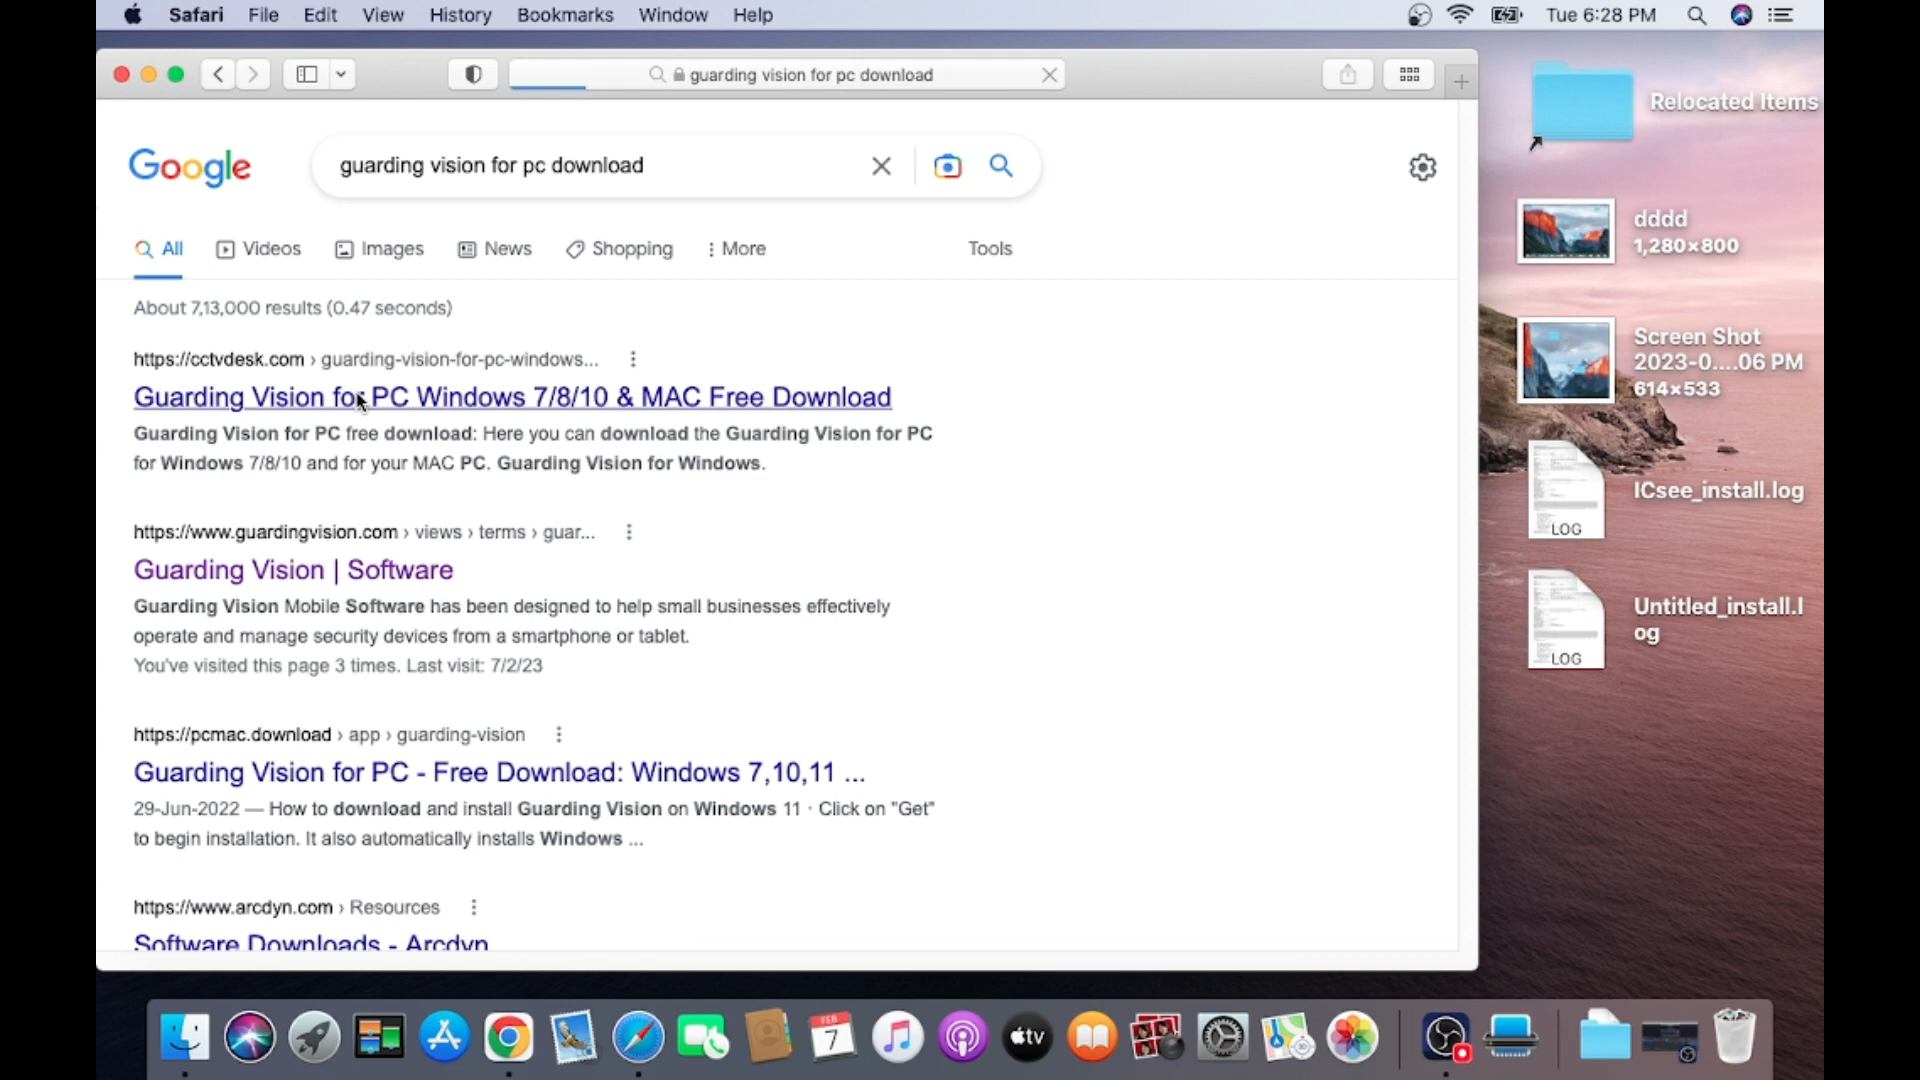 Safari File Edit View History Bookmarks Window Help Tue 6:28 PM
guarding vision for pc download
Relocated Items
Google guarding vision for pc download
dddd
1,280×800
All Videos Images News Shopping More Tools
About 7,13,000 results (0.47 seconds)
Screen Shot
2023-0....06 PM
614×533
https://cctvdesk.com › guarding-vision-for-pc-windows...
Guarding Vision for PC Windows 7/8/10 & MAC Free Download
Guarding Vision for PC free download: Here you can download the Guarding Vision for PC
for Windows 7/8/10 and for your MAC PC. Guarding Vision for Windows.
ICsee_install.log
LOG
https://www.guardingvision.com › views › terms › guar...
Guarding Vision | Software
Guarding Vision Mobile Software has been designed to help small businesses effectively
operate and manage security devices from a smartphone or tablet.
You've visited this page 3 times. Last visit: 7/2/23
Untitled_install.l
og
LOG
https://pcmac.download › app › guarding-vision
Guarding Vision for PC - Free Download: Windows 7,10,11 ...
29-Jun-2022 — How to download and install Guarding Vision on Windows 11 · Click on "Get"
to begin installation. It also automatically installs Windows ...
https://www.arcdyn.com › Resources
Software Downloads - Arcdyn
FEB
7
tv